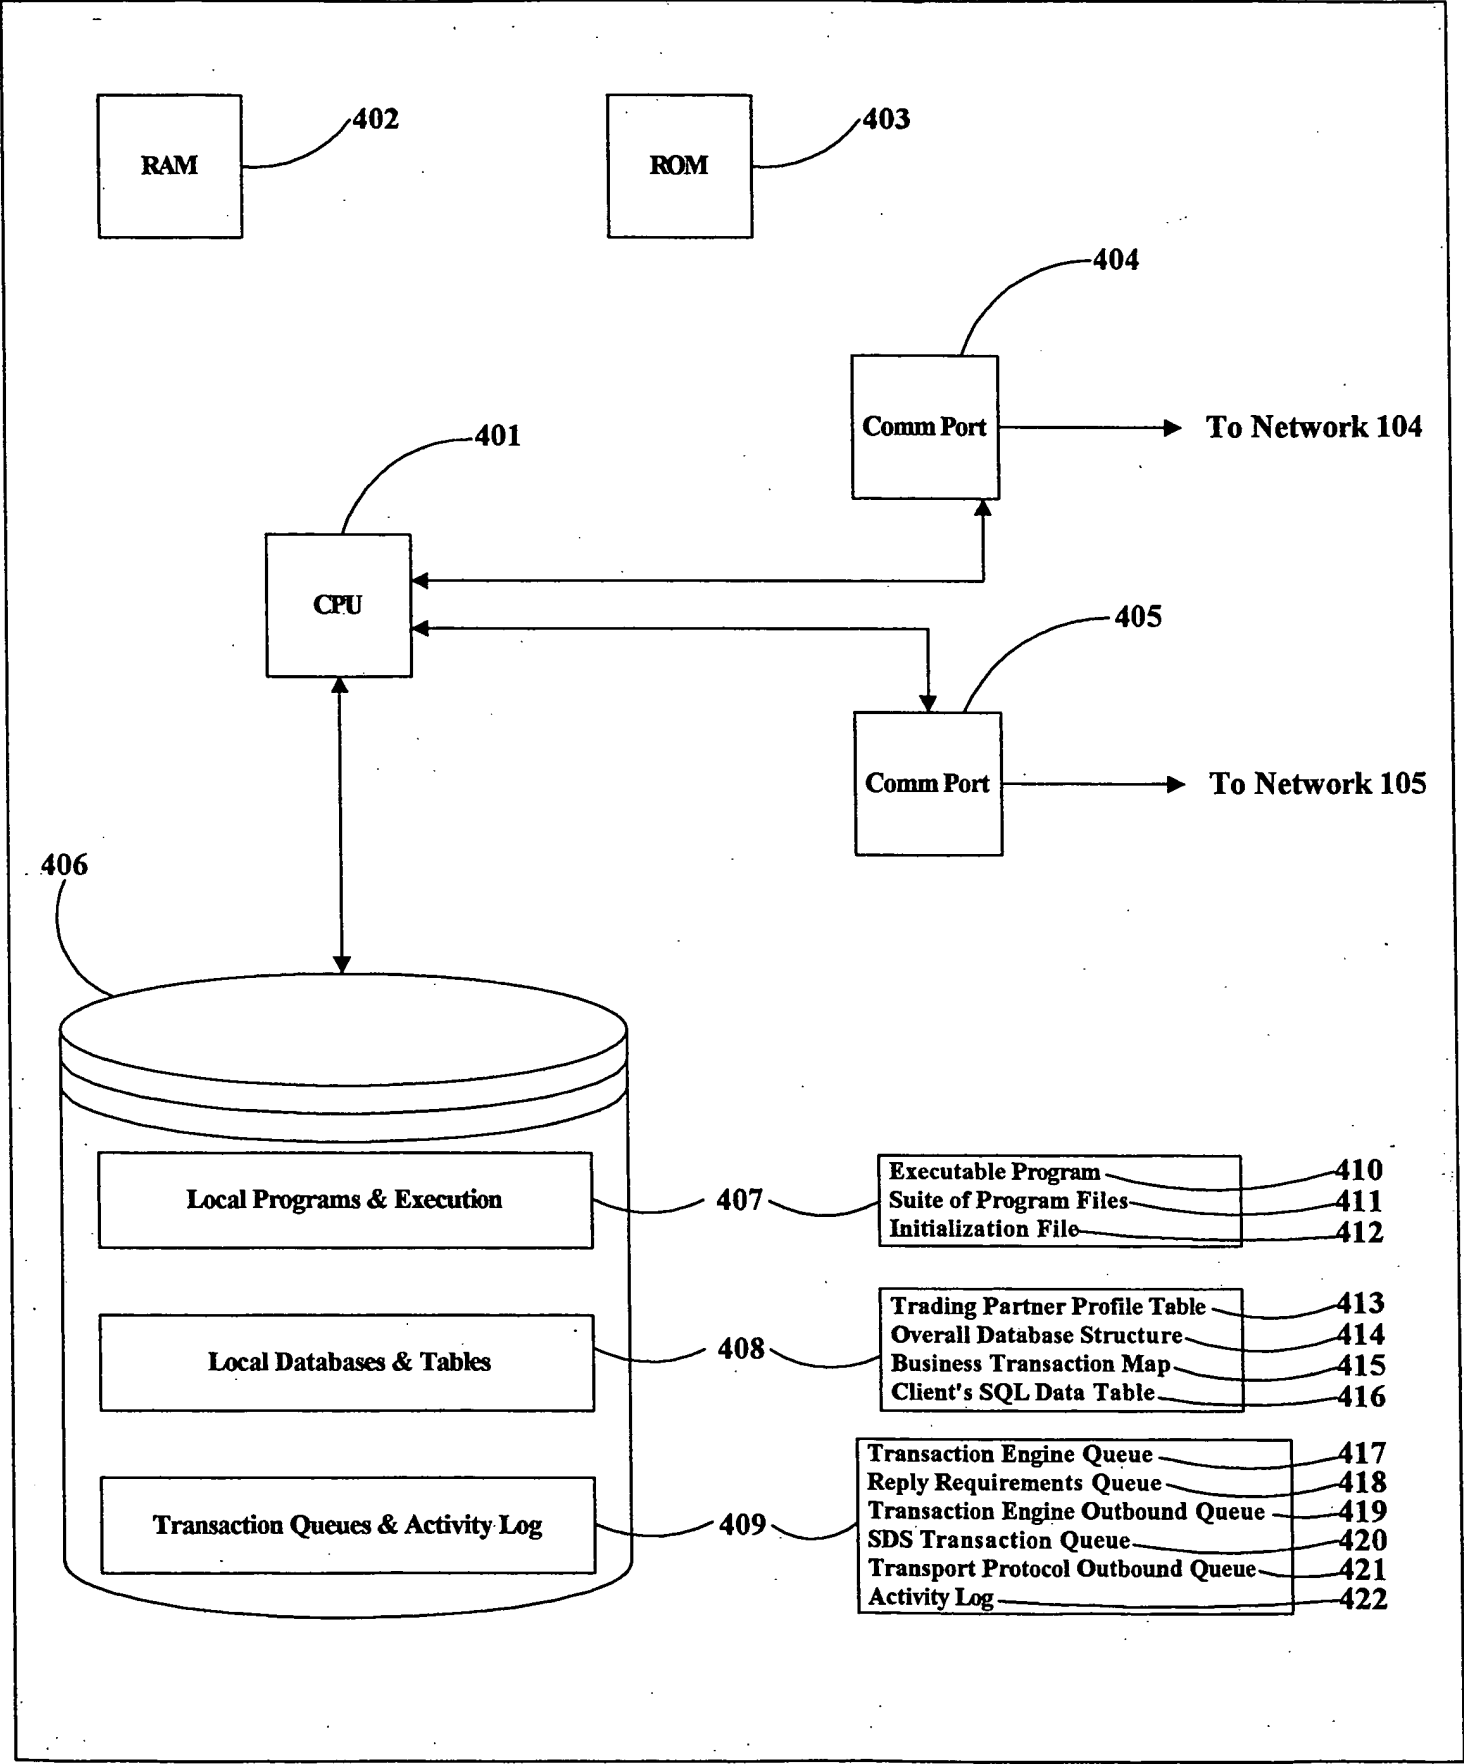 402
403
RAM
ROM
404
Comm Port
To Network 104
401
CPU
405
Comm Port
To Network 105
406
Local Programs & Execution
407
Executable Program
410
Suite of Program Files
411
Initialization File
412
Local Databases & Tables
408
Trading Partner Profile Table
413
Overall Database Structure
414
Business Transaction Map
415
Client's SQL Data Table
416
Transaction Queues & Activity Log
409
Transaction Engine Queue
417
Reply Requirements Queue
418
Transaction Engine Outbound Queue
419
SDS Transaction Queue
420
Transport Protocol Outbound Queue
421
Activity Log
422